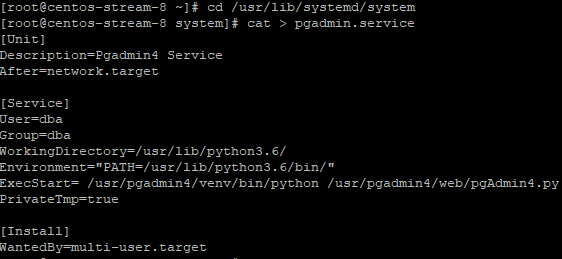 [root@centos-stream-8 ~]# cd /usr/lib/systemd/system
[root@centos-stream-8 system]# cat > pgadmin.service
[Unit]
Description=Pgadmin4 Service
After=network.target

[Service]
User=dba
Group=dba
WorkingDirectory=/usr/lib/python3.6/
Environment="PATH=/usr/lib/python3.6/bin/"
ExecStart= /usr/pgadmin4/venv/bin/python /usr/pgadmin4/web/pgAdmin4.py
PrivateTmp=true

[Install]
WantedBy=multi-user.target